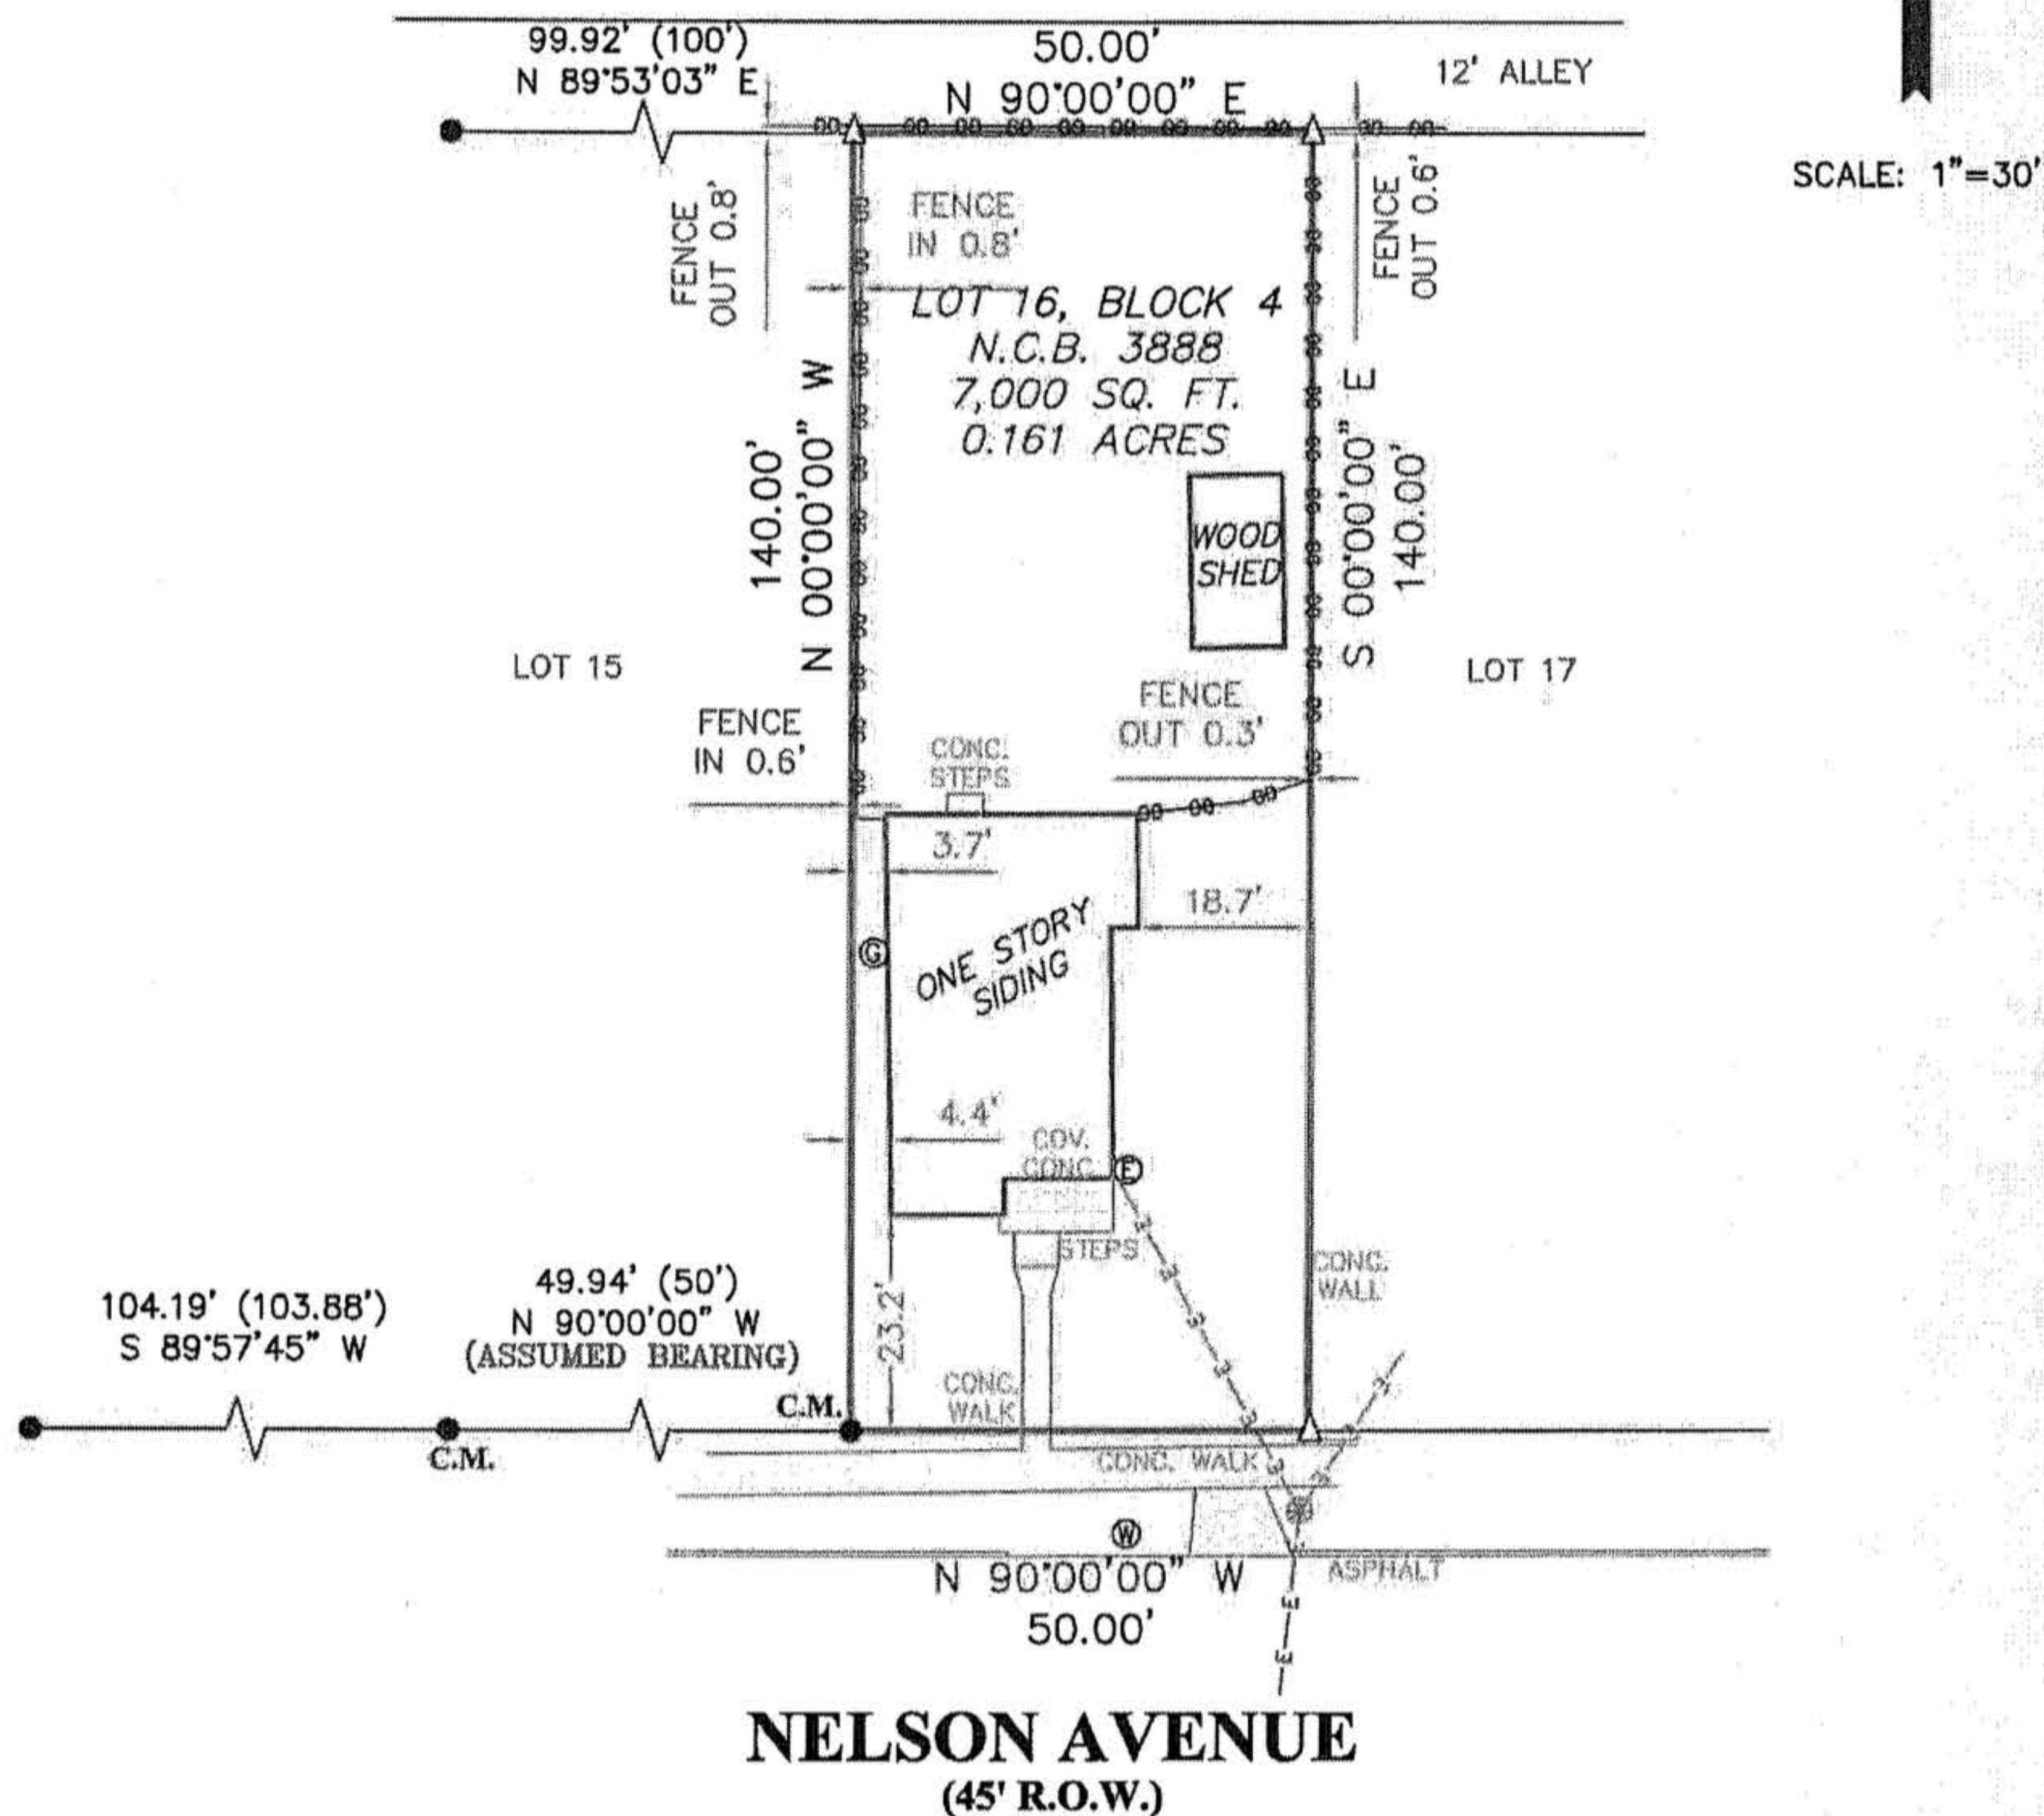 99.92' (100')
N 89°53'03" E
50.00'
N 90°00'00" E
12' ALLEY
SCALE: 1"=30'
FENCE
OUT 0.8'
FENCE
IN 0.8'
FENCE
OUT 0.6'
LOT 16, BLOCK 4
N.C.B. 3888
7,000 SQ. FT.
0.161 ACRES
140.00'
N 00°00'00" W
S 00°00'00" E
140.00'
WOOD
SHED
LOT 15
LOT 17
FENCE
IN 0.6'
CONC.
STEPS
FENCE
OUT 0.3'
3.7'
18.7'
G
ONE STORY
SIDING
4.4'
COV.
CONC.
E
STEPS
CONC.
WALL
23.2'
104.19' (103.88')
S 89°57'45" W
49.94' (50')
N 90°00'00" W
(ASSUMED BEARING)
C.M.
C.M.
CONC.
WALK
CONC. WALK
W
N 90°00'00" W
50.00'
ASPHALT
E
E
NELSON AVENUE
(45' R.O.W.)